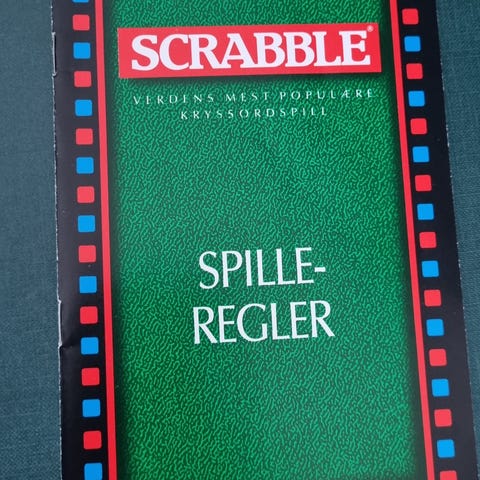 SCRABBLE®
VERDENS MEST POPULÆRE
KRYSSORDSPILL
SPILLE-
REGLER